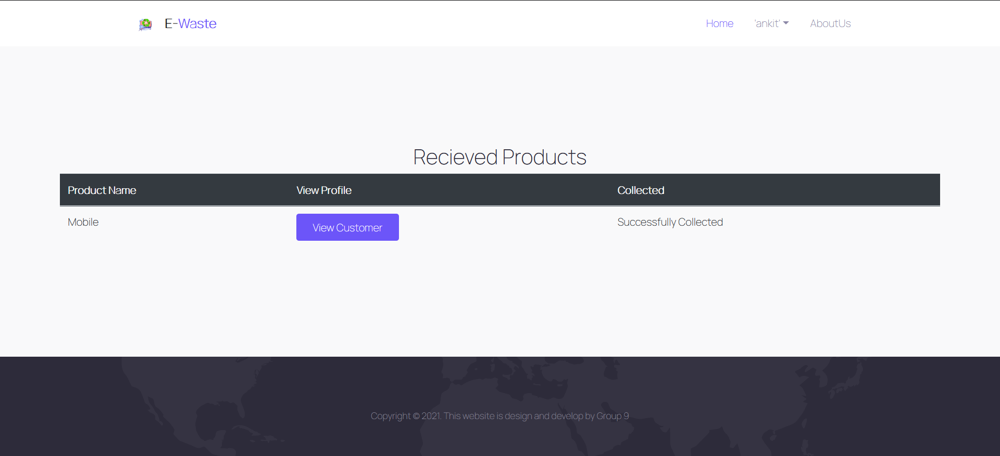 E-Waste
Home 'ankit' AboutUs
Recieved Products
Product Name View Profile Collected
Mobile View Customer Successfully Collected
Copyright © 2021. This website is design and develop by Group 9